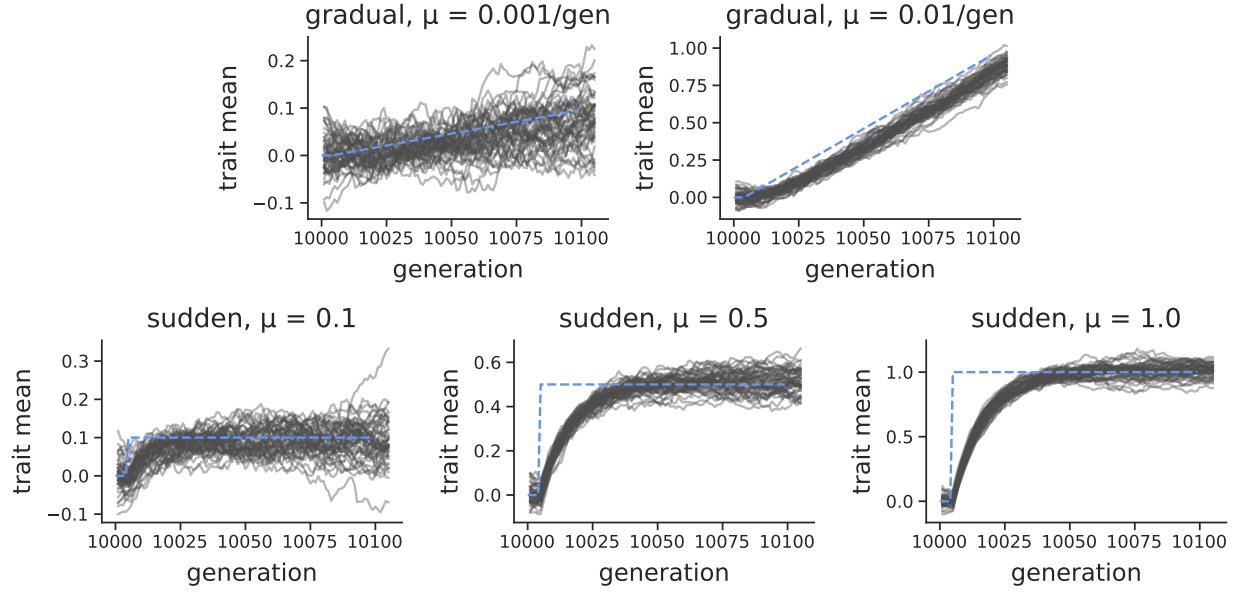 gradual, μ = 0.001/gen
gradual, μ = 0.01/gen
trait mean
0.2
0.1
0.0
−0.1
10000 10025 10050 10075 10100
generation
trait mean
1.00
0.75
0.50
0.25
0.00
10000 10025 10050 10075 10100
generation
sudden, μ = 0.1
sudden, μ = 0.5
sudden, μ = 1.0
trait mean
0.3
0.2
0.1
0.0
−0.1
10000 10025 10050 10075 10100
generation
trait mean
0.6
0.4
0.2
0.0
10000 10025 10050 10075 10100
generation
trait mean
1.0
0.5
0.0
10000 10025 10050 10075 10100
generation